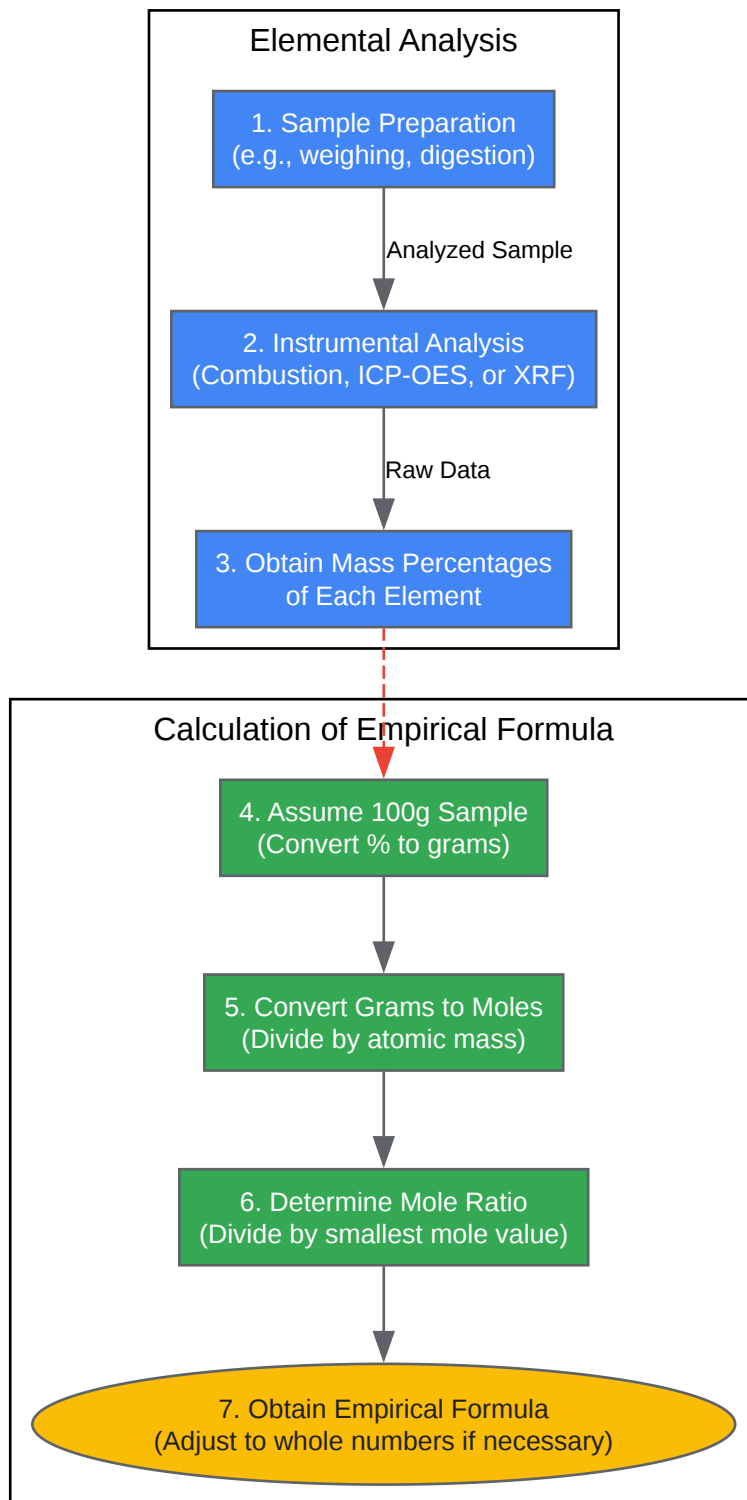 Elemental Analysis
1. Sample Preparation
(e.g., weighing, digestion)
Analyzed Sample
2. Instrumental Analysis
(Combustion, ICP-OES, or XRF)
Raw Data
3. Obtain Mass Percentages
of Each Element
Calculation of Empirical Formula
4. Assume 100g Sample
(Convert % to grams)
5. Convert Grams to Moles
(Divide by atomic mass)
6. Determine Mole Ratio
(Divide by smallest mole value)
7. Obtain Empirical Formula
(Adjust to whole numbers if necessary)